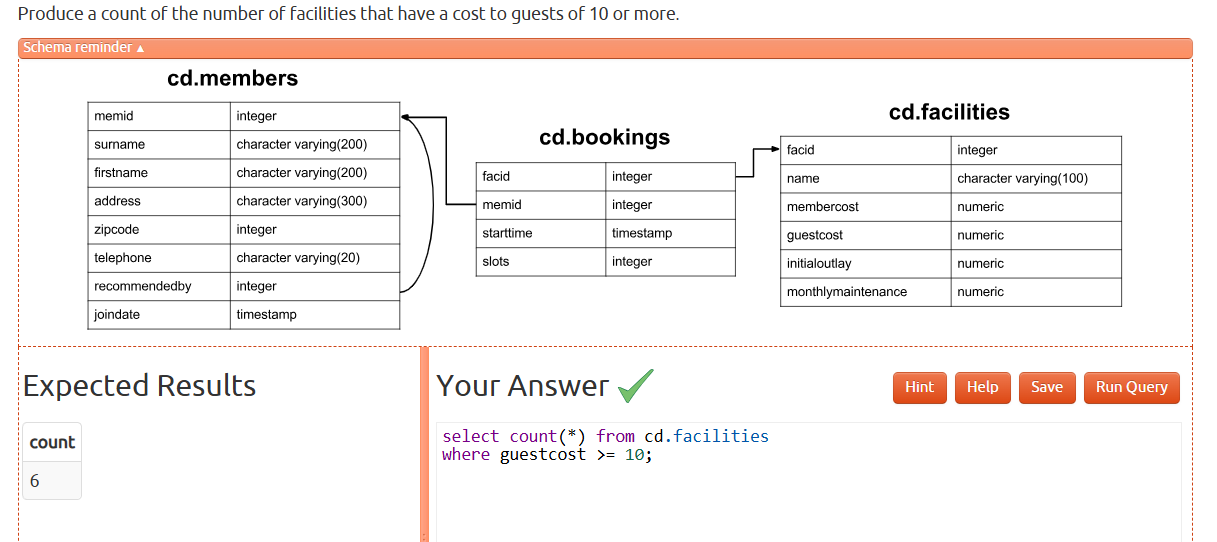 Produce a count of the number of facilities that have a cost to guests of 10 or more.
Schema reminder ▲
cd.members
memid integer
surname character varying(200)
firstname character varying(200)
address character varying(300)
zipcode integer
telephone character varying(20)
recommendedby integer
joindate timestamp
cd.bookings
facid integer
memid integer
starttime timestamp
slots integer
cd.facilities
facid integer
name character varying(100)
membercost numeric
guestcost numeric
initialoutlay numeric
monthlymaintenance numeric
Expected Results
count
6
Your Answer
Hint Help Save Run Query
select count(*) from cd.facilities
where guestcost >= 10;